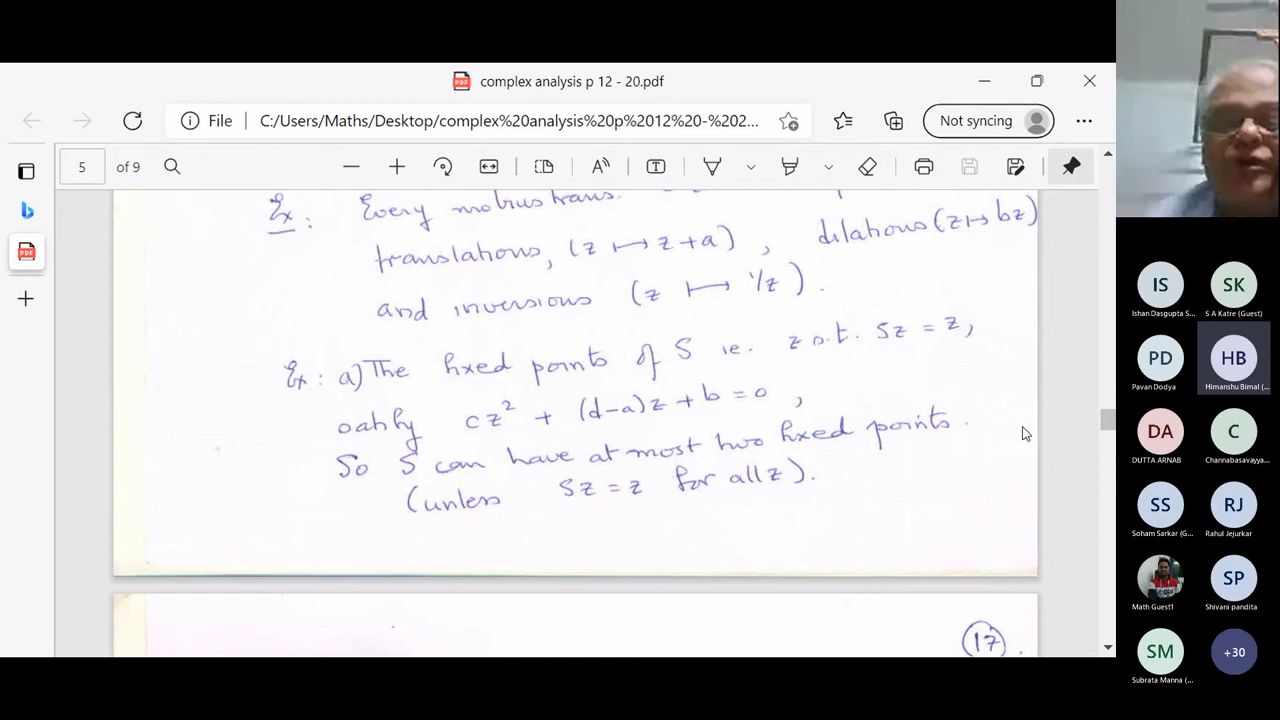 complex analysis p 12 - 20.pdf
File
C:/Users/Maths/Desktop/complex%20analysis%20p%2012%20-%202...
Not syncing
5 of 9
Ex: Every mobius trans.
translations, (z ↦ z+a), dilations (z ↦ bz)
and inversions (z ↦ 1/z).
Ex: a) The fixed points of S ie. z s.t. Sz = z,
satisfy cz² + (d-a)z + b = 0,
So S can have at most two fixed points.
(unless Sz = z for all z).
17
IS
Ishan Dasgupta S...
SK
S A Katre (Guest)
PD
Pavan Dodya
HB
Himanshu Bimal (...
DA
DUTTA ARNAB
C
Channabasavayya...
SS
Soham Sarkar (G...
RJ
Rahul Jejurkar
Math Guest1
SP
Shivani pandita
SM
Subrata Manna (...
+30